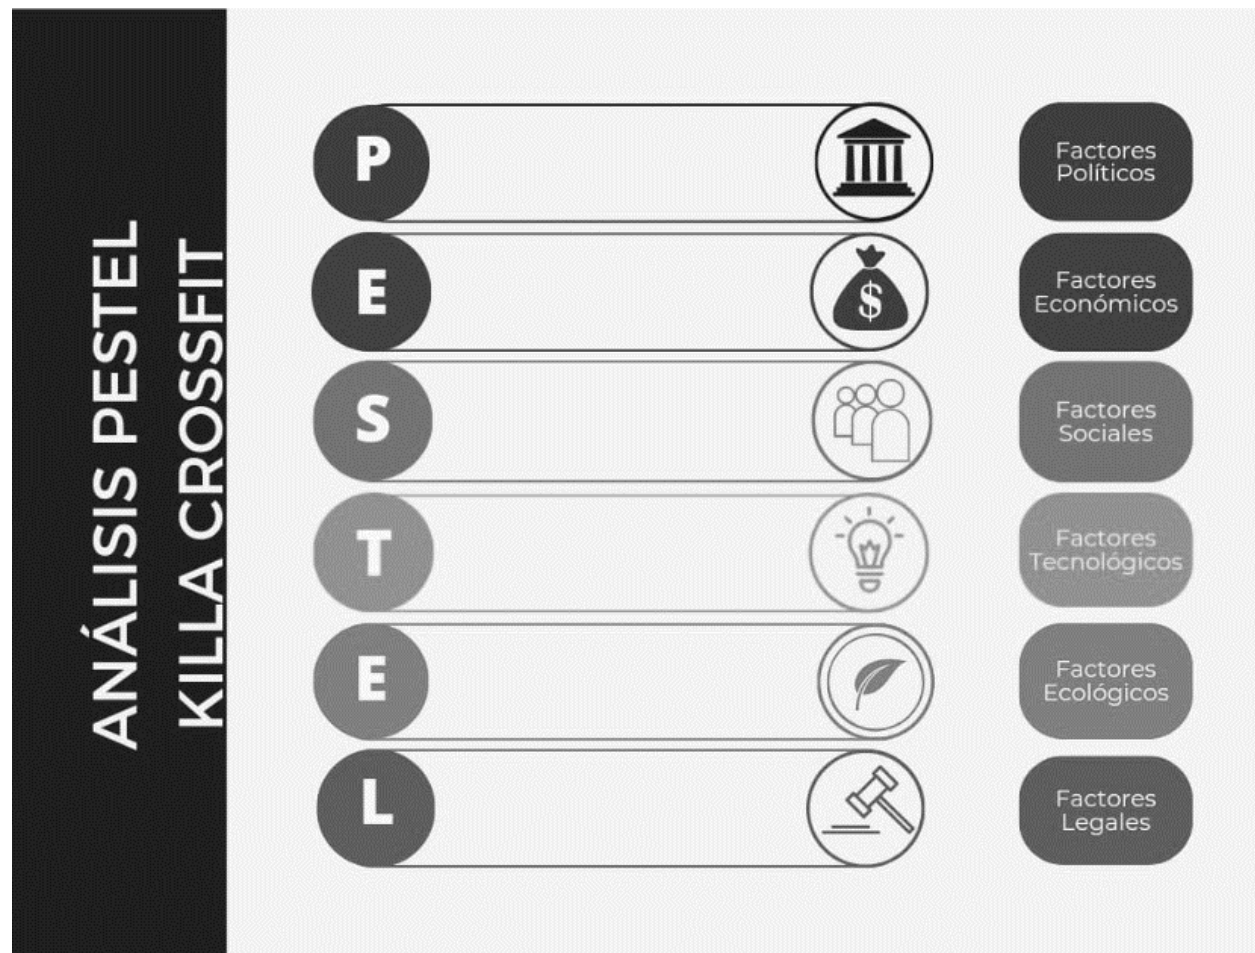 ANÁLISIS PESTEL
KILLA CROSSFIT
P
Factores
Políticos
E
$
Factores
Económicos
S
Factores
Sociales
T
Factores
Tecnológicos
E
Factores
Ecológicos
L
Factores
Legales